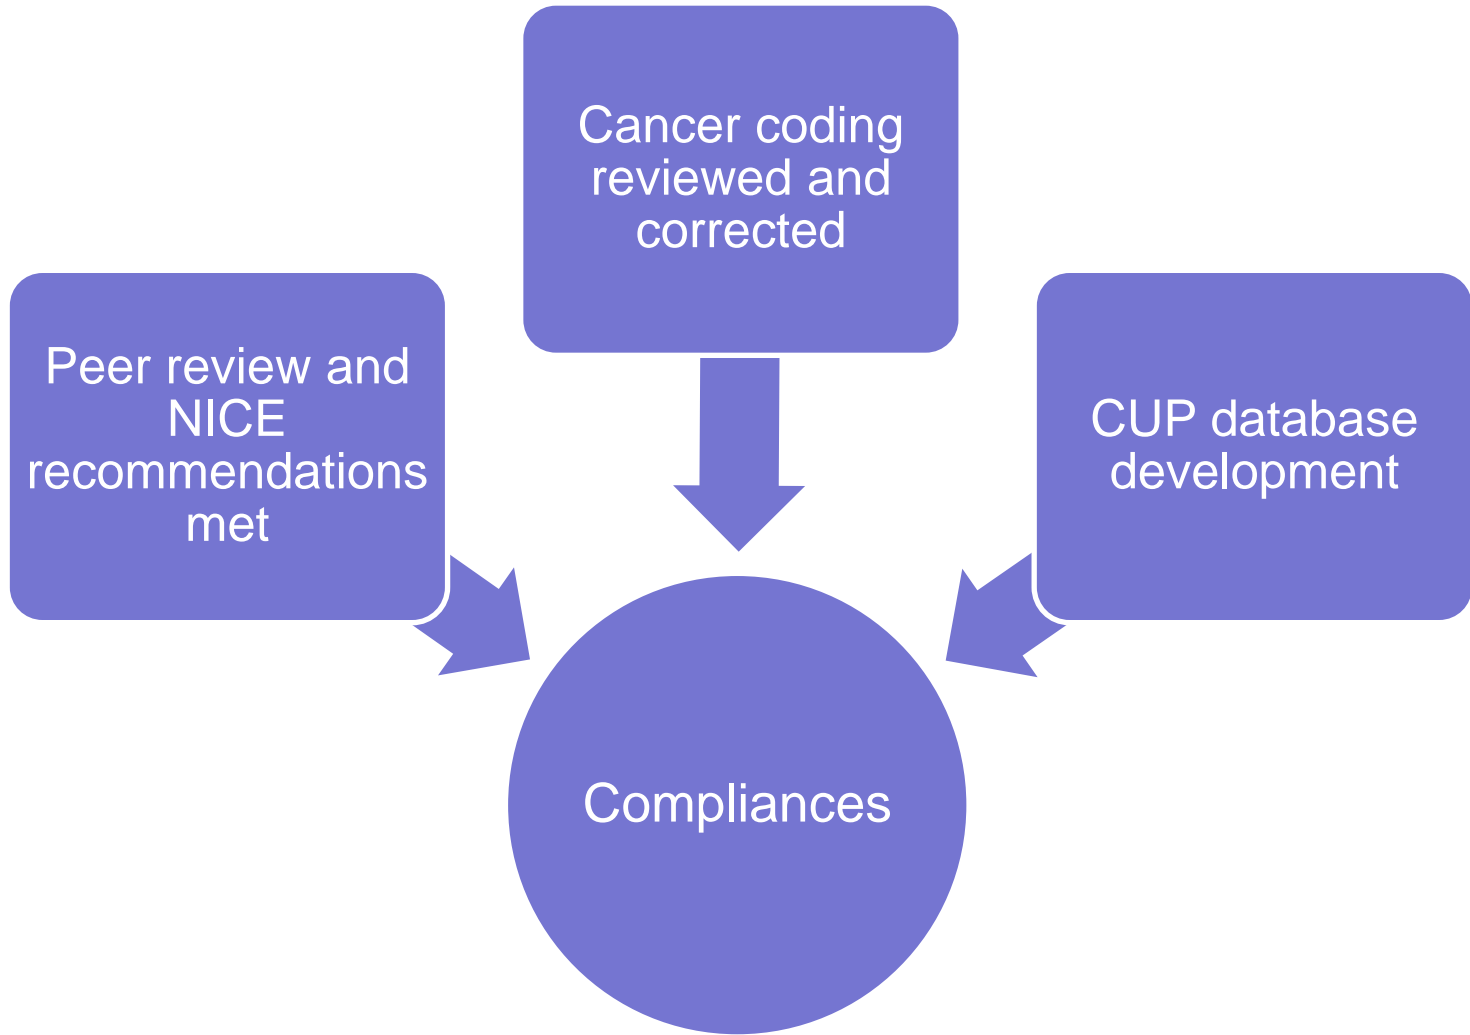 Cancer coding
reviewed and
corrected
Peer review and
NICE
recommendations
met
CUP database
development
Compliances